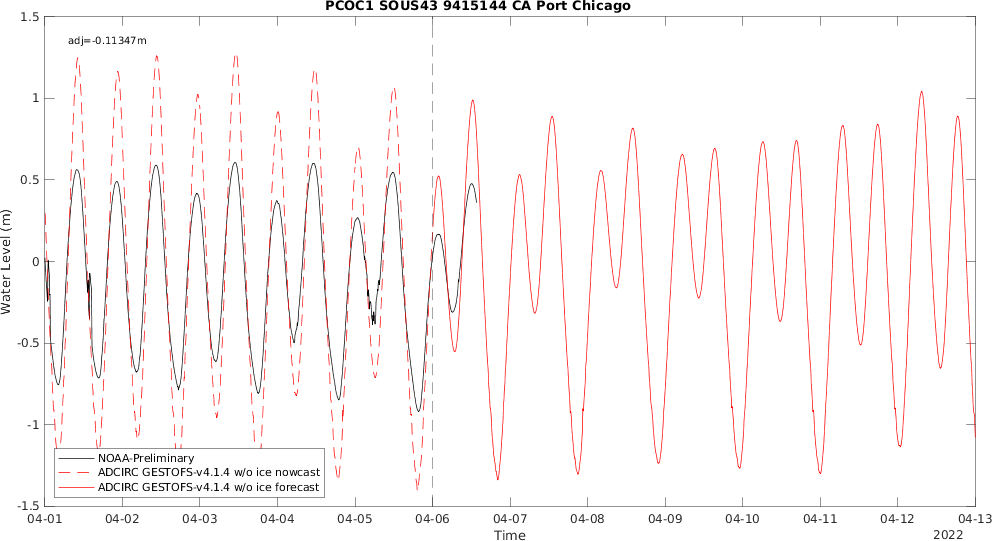 PCOC1 SOUS43 9415144 CA Port Chicago
adj=-0.11347m
1.5
1
0.5
0
-0.5
-1
-1.5
Water Level (m)
NOAA-Preliminary
ADCIRC GESTOFS-v4.1.4 w/o ice nowcast
ADCIRC GESTOFS-v4.1.4 w/o ice forecast
04-01 04-02 04-03 04-04 04-05 04-06 04-07 04-08 04-09 04-10 04-11 04-12 04-13
Time
2022